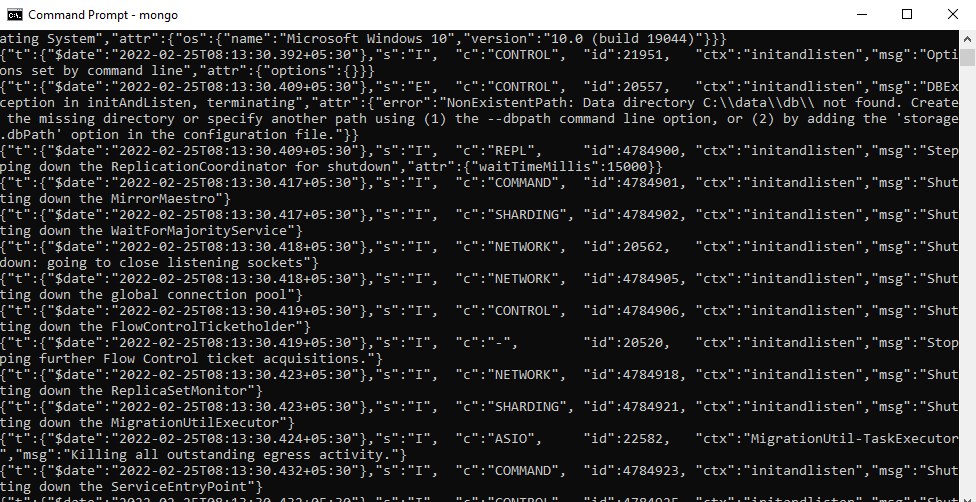 Command Prompt - mongo
ating System","attr":{"os":{"name":"Microsoft Windows 10","version":"10.0 (build 19044)"}}}
{"t":{"$date":"2022-02-25T08:13:30.392+05:30"},"s":"I",  "c":"CONTROL",  "id":21951,   "ctx":"initandlisten","msg":"Opti
ons set by command line","attr":{"options":{}}}
{"t":{"$date":"2022-02-25T08:13:30.409+05:30"},"s":"E",  "c":"CONTROL",  "id":20557,   "ctx":"initandlisten","msg":"DBEx
ception in initAndListen, terminating","attr":{"error":"NonExistentPath: Data directory C:\\data\\db\\ not found. Create
 the missing directory or specify another path using (1) the --dbpath command line option, or (2) by adding the 'storage
.dbPath' option in the configuration file."}}
{"t":{"$date":"2022-02-25T08:13:30.409+05:30"},"s":"I",  "c":"REPL",     "id":4784900, "ctx":"initandlisten","msg":"Step
ping down the ReplicationCoordinator for shutdown","attr":{"waitTimeMillis":15000}}
{"t":{"$date":"2022-02-25T08:13:30.417+05:30"},"s":"I",  "c":"COMMAND",  "id":4784901, "ctx":"initandlisten","msg":"Shut
ting down the MirrorMaestro"}
{"t":{"$date":"2022-02-25T08:13:30.417+05:30"},"s":"I",  "c":"SHARDING", "id":4784902, "ctx":"initandlisten","msg":"Shut
ting down the WaitForMajorityService"}
{"t":{"$date":"2022-02-25T08:13:30.418+05:30"},"s":"I",  "c":"NETWORK",  "id":20562,   "ctx":"initandlisten","msg":"Shut
down: going to close listening sockets"}
{"t":{"$date":"2022-02-25T08:13:30.418+05:30"},"s":"I",  "c":"NETWORK",  "id":4784905, "ctx":"initandlisten","msg":"Shut
ting down the global connection pool"}
{"t":{"$date":"2022-02-25T08:13:30.419+05:30"},"s":"I",  "c":"CONTROL",  "id":4784906, "ctx":"initandlisten","msg":"Shut
ting down the FlowControlTicketholder"}
{"t":{"$date":"2022-02-25T08:13:30.419+05:30"},"s":"I",  "c":"-",        "id":20520,   "ctx":"initandlisten","msg":"Stop
ping further Flow Control ticket acquisitions."}
{"t":{"$date":"2022-02-25T08:13:30.423+05:30"},"s":"I",  "c":"NETWORK",  "id":4784918, "ctx":"initandlisten","msg":"Shut
ting down the ReplicaSetMonitor"}
{"t":{"$date":"2022-02-25T08:13:30.423+05:30"},"s":"I",  "c":"SHARDING", "id":4784921, "ctx":"initandlisten","msg":"Shut
ting down the MigrationUtilExecutor"}
{"t":{"$date":"2022-02-25T08:13:30.424+05:30"},"s":"I",  "c":"ASIO",     "id":22582,   "ctx":"MigrationUtil-TaskExecutor
","msg":"Killing all outstanding egress activity."}
{"t":{"$date":"2022-02-25T08:13:30.432+05:30"},"s":"I",  "c":"COMMAND",  "id":4784923, "ctx":"initandlisten","msg":"Shut
ting down the ServiceEntryPoint"}
{"t":{"$date":"2022-02-25T08:13:30.432+05:30"},"s":"I",  "c":"CONTROL",  "id":4784925, "ctx":"initandlisten","msg":"Shut